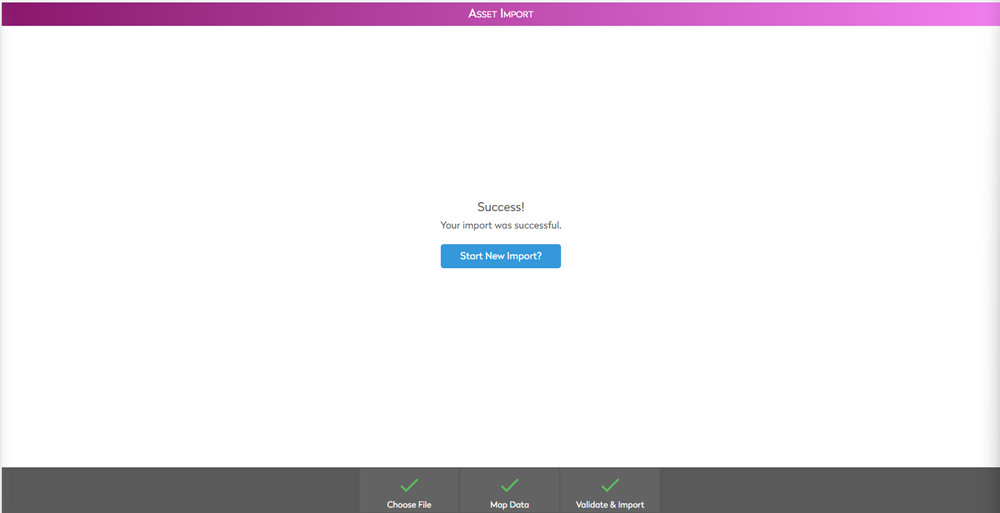 Asset Import
Success!
Your import was successful.
Start New Import?
Choose File
Map Data
Validate & Import